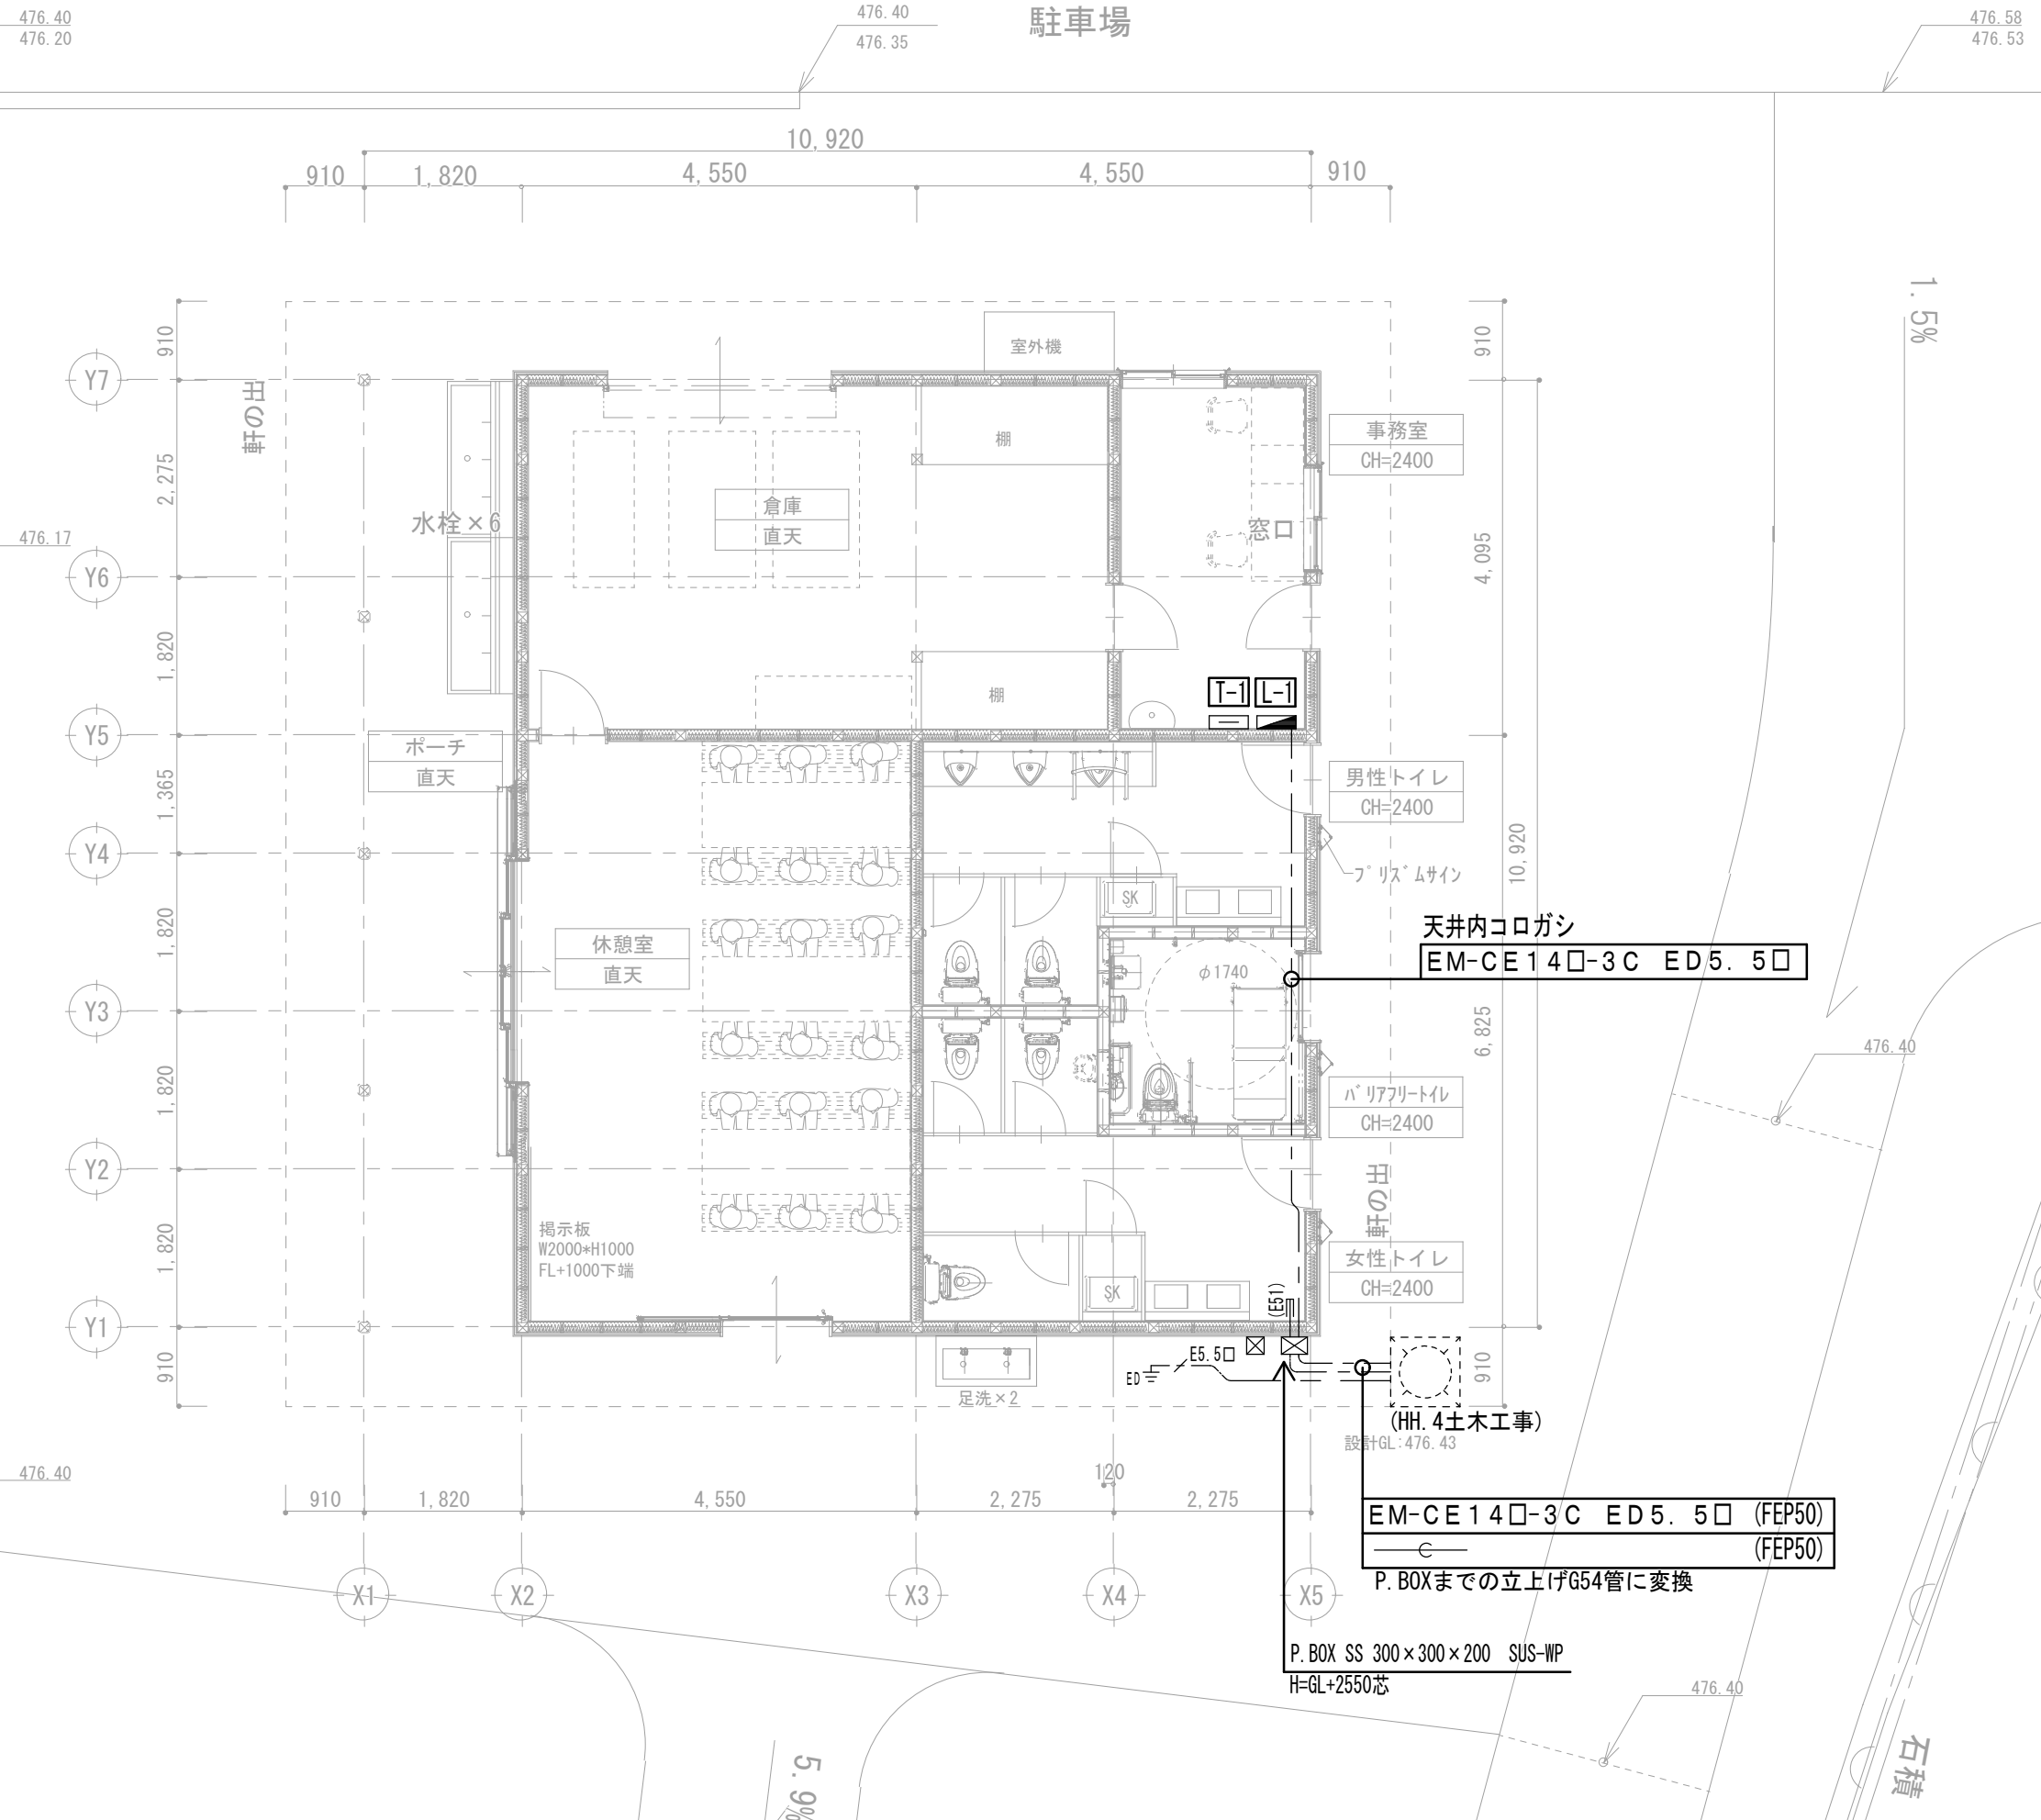 476.40
476.20
476.40
476.35
駐車場
476.58
476.53
10,920
910
1,820
4,550
4,550
910
1.5%
910
2,275
1,820
1,365
1,820
1,820
1,820
910
Y7
Y6
Y5
Y4
Y3
Y2
Y1
軒の出
水栓×6
476.17
室外機
棚
倉庫
直天
窓口
事務室
CH=2400
910
4,095
10,920
6,825
910
棚
T-1
L-1
ポーチ
直天
男性トイレ
CH=2400
プリズムサイン
SK
休憩室
直天
φ1740
天井内コロガシ
EM-CE14□-3C ED5.5□
476.40
バリアフリートイレ
CH=2400
軒の出
女性トイレ
CH=2400
掲示板
W2000*H1000
FL+1000下端
SK
(E51)
E5.5□
ED
足洗×2
(HH.4土木工事)
設計GL:476.43
476.40
120
910
1,820
4,550
2,275
2,275
EM-CE14□-3C ED5.5□ (FEP50)
(FEP50)
P.BOXまでの立上げG54管に変換
X1
X2
X3
X4
X5
P.BOX SS 300×300×200 SUS-WP
H=GL+2550芯
476.40
5.9%
石積